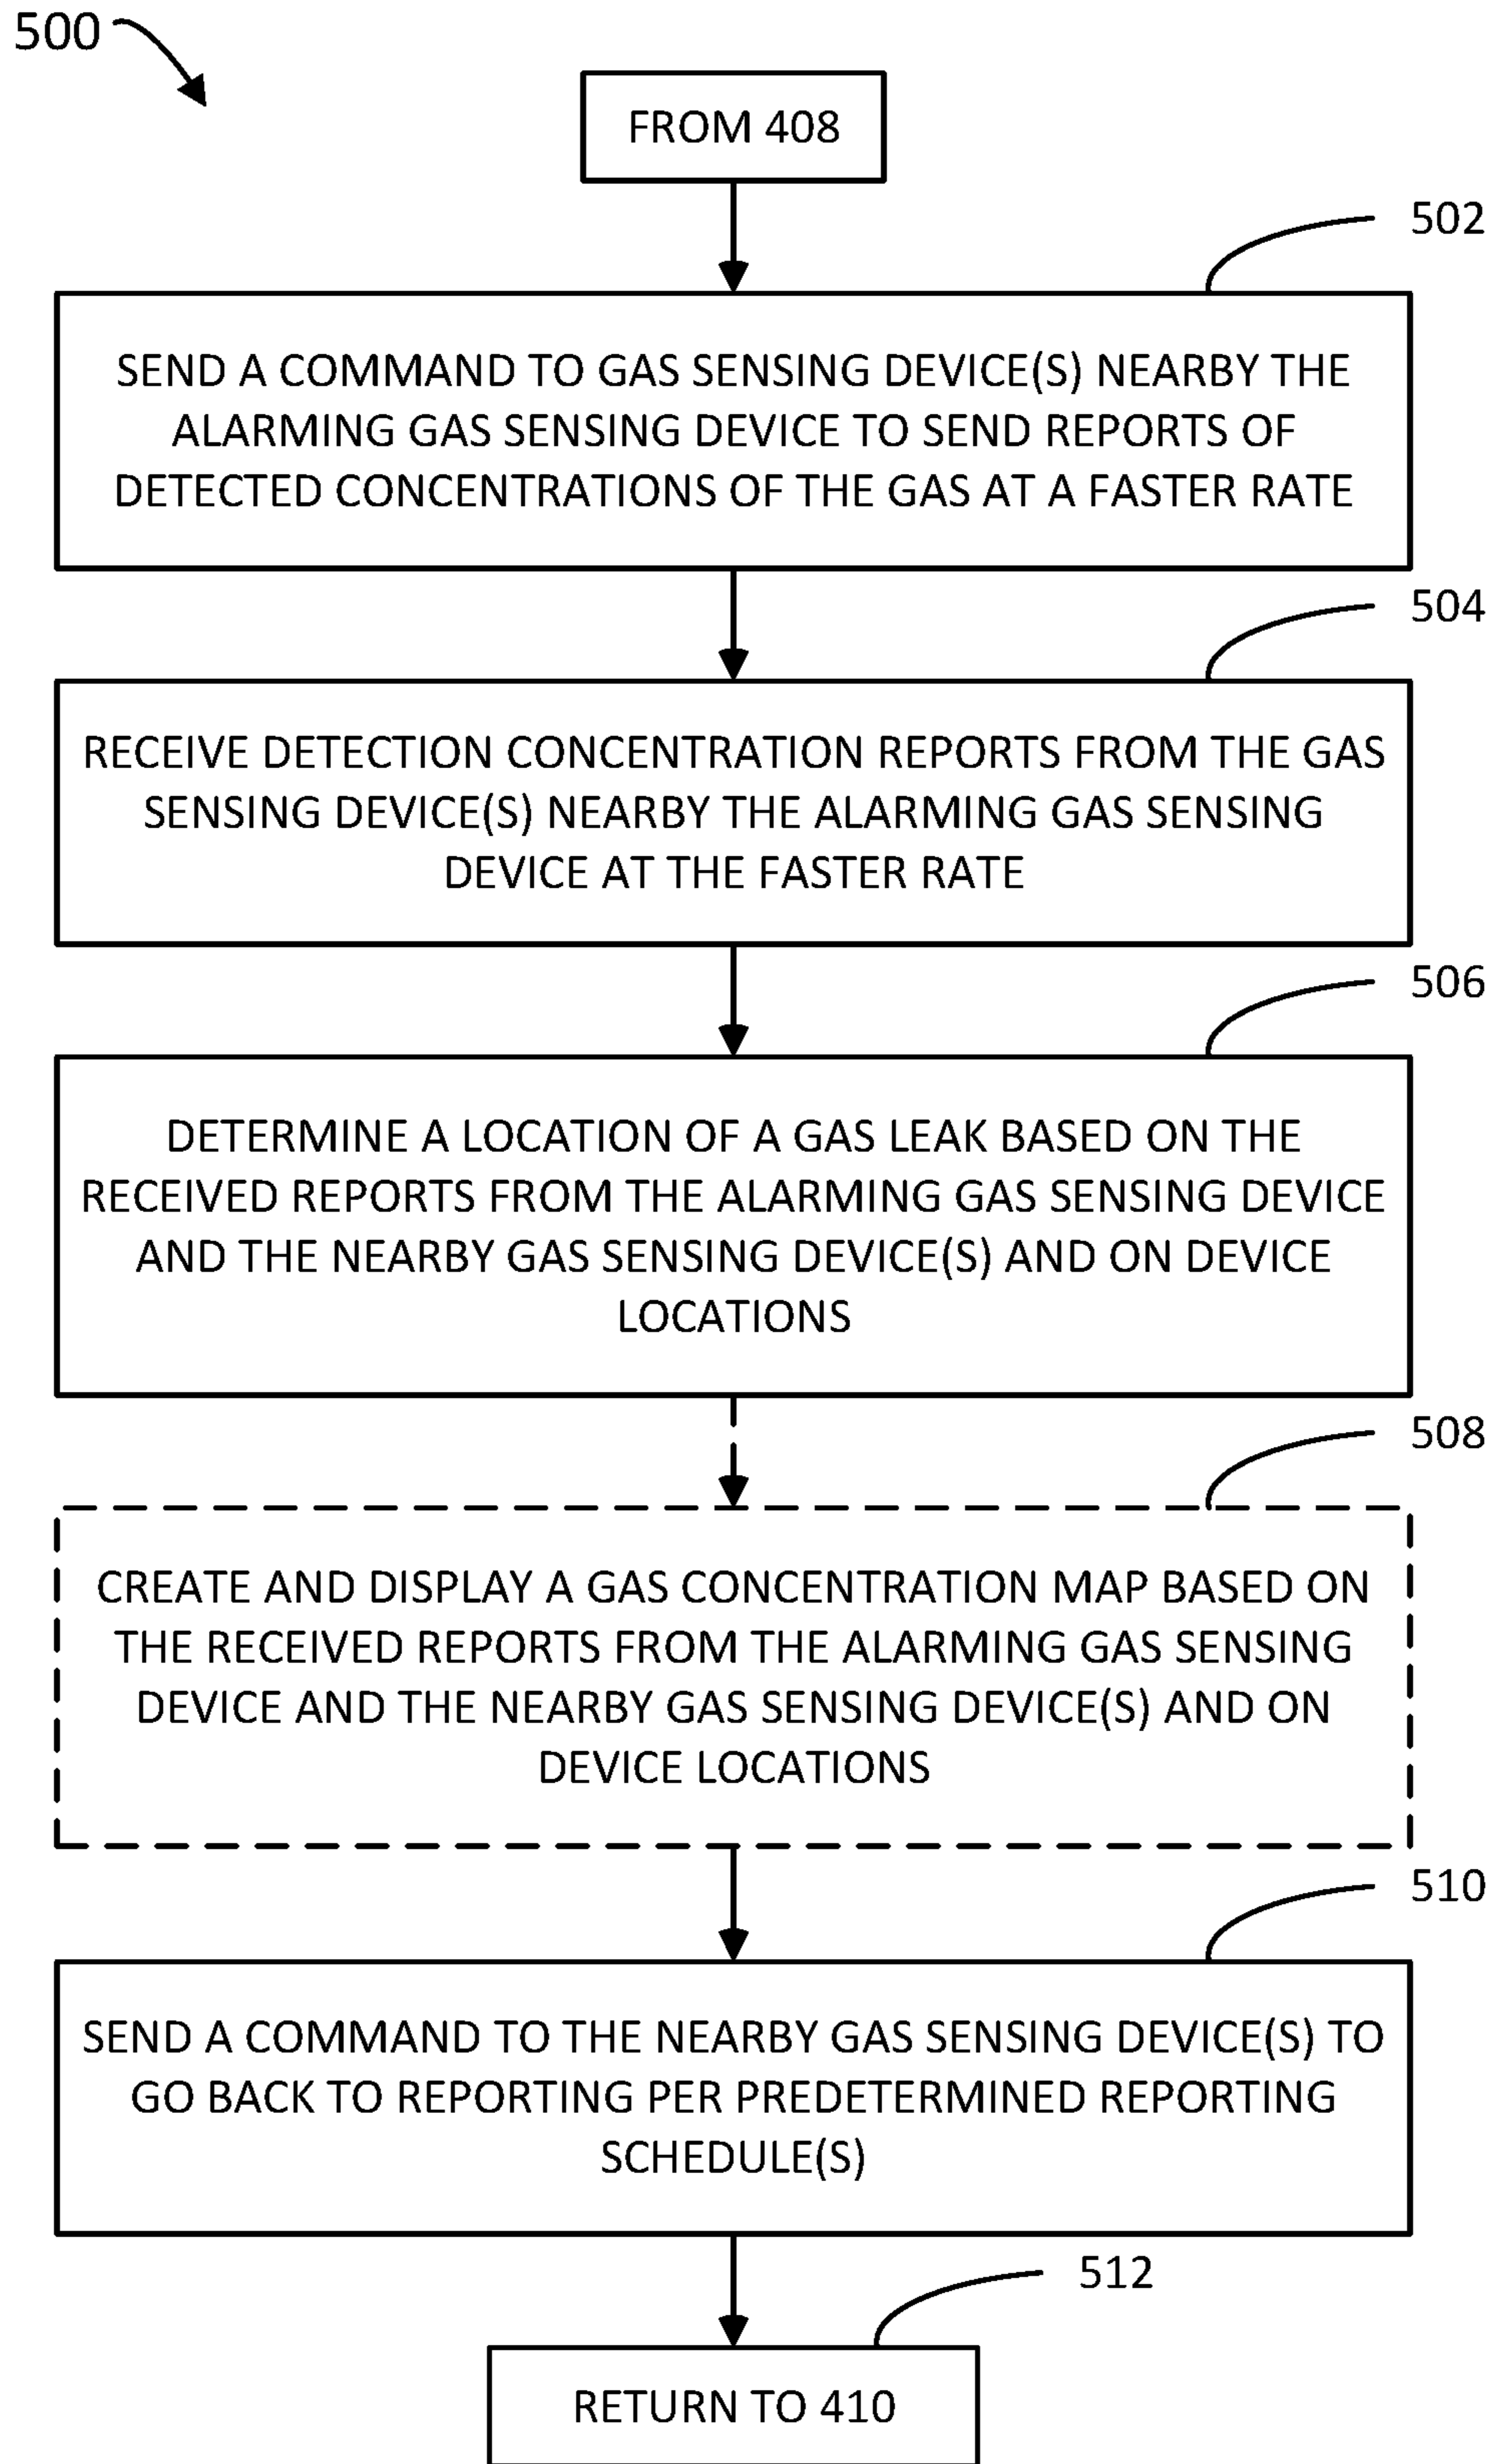 500
FROM 408
502
SEND A COMMAND TO GAS SENSING DEVICE(S) NEARBY THE
ALARMING GAS SENSING DEVICE TO SEND REPORTS OF
DETECTED CONCENTRATIONS OF THE GAS AT A FASTER RATE
504
RECEIVE DETECTION CONCENTRATION REPORTS FROM THE GAS
SENSING DEVICE(S) NEARBY THE ALARMING GAS SENSING
DEVICE AT THE FASTER RATE
506
DETERMINE A LOCATION OF A GAS LEAK BASED ON THE
RECEIVED REPORTS FROM THE ALARMING GAS SENSING DEVICE
AND THE NEARBY GAS SENSING DEVICE(S) AND ON DEVICE
LOCATIONS
508
CREATE AND DISPLAY A GAS CONCENTRATION MAP BASED ON
THE RECEIVED REPORTS FROM THE ALARMING GAS SENSING
DEVICE AND THE NEARBY GAS SENSING DEVICE(S) AND ON
DEVICE LOCATIONS
510
SEND A COMMAND TO THE NEARBY GAS SENSING DEVICE(S) TO
GO BACK TO REPORTING PER PREDETERMINED REPORTING
SCHEDULE(S)
512
RETURN TO 410